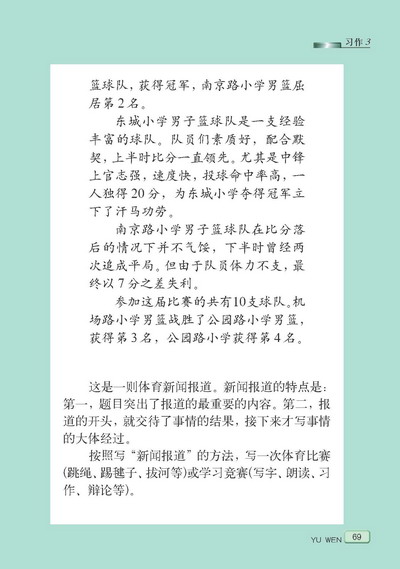 习作 3
篮球队，获得冠军，南京路小学男篮屈
居第2名。
东城小学男子篮球队是一支经验
丰富的球队。队员们素质好，配合默
契，上半时比分一直领先。尤其是中锋
上官志强，速度快，投球命中率高，一
人独得20分，为东城小学夺得冠军立
下了汗马功劳。
南京路小学男子篮球队在比分落
后的情况下并不气馁，下半时曾经两
次追成平局。但由于队员体力不支，最
终以7分之差失利。
参加这届比赛的共有10支球队。机
场路小学男篮战胜了公园路小学男篮，
获得第3名，公园路小学获得第4名。
这是一则体育新闻报道。新闻报道的特点是：
第一，题目突出了报道的最重要的内容。第二，报
道的开头，就交待了事情的结果，接下来才写事情
的大体经过。
按照写“新闻报道”的方法，写一次体育比赛
(跳绳、踢毽子、拔河等)或学习竞赛(写字、朗读、习
作、辩论等)。
YU WEN 69